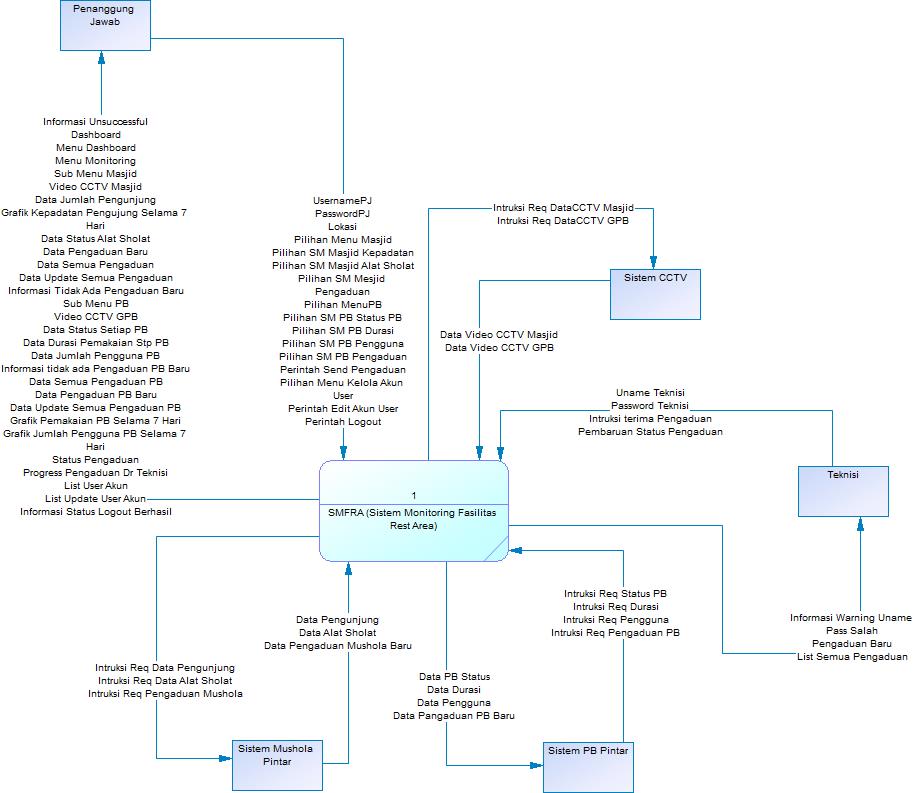 Penanggung
Jawab
Informasi Unsuccessful
Dashboard
Menu Dashboard
Menu Monitoring
Sub Menu Masjid
Video CCTV Masjid
Data Jumlah Pengunjung
Grafik Kepadatan Pengujung Selama 7
Hari
Data Status Alat Sholat
Data Pengaduan Baru
Data Semua Pengaduan
Data Update Semua Pengaduan
Informasi Tidak Ada Pengaduan Baru
Sub Menu PB
Video CCTV GPB
Data Status Setiap PB
Data Durasi Pemakaian Stp PB
Data Jumlah Pengguna PB
Informasi tidak ada Pengaduan PB Baru
Data Semua Pengaduan PB
Data Pengaduan PB Baru
Data Update Semua Pengaduan PB
Grafik Pemakaian PB Selama 7 Hari
Grafik Jumlah Pengguna PB Selama 7
Hari
Status Pengaduan
Progress Pengaduan Dr Teknisi
List User Akun
List Update User Akun
Informasi Status Logout Berhasil
UsernamePJ
PasswordPJ
Lokasi
Pilihan Menu Masjid
Pilihan SM Masjid Kepadatan
Pilihan SM Masjid Alat Sholat
Pilihan SM Mesjid
Pengaduan
Pilihan MenuPB
Pilihan SM PB Status PB
Pilihan SM PB Durasi
Pilihan SM PB Pengguna
Pilihan SM PB Pengaduan
Perintah Send Pengaduan
Pilihan Menu Kelola Akun
User
Perintah Edit Akun User
Perintah Logout
Intruksi Req DataCCTV Masjid
Intruksi Req DataCCTV GPB
Sistem CCTV
Data Video CCTV Masjid
Data Video CCTV GPB
Uname Teknisi
Password Teknisi
Intruksi terima Pengaduan
Pembaruan Status Pengaduan
Teknisi
1
SMFRA (Sistem Monitoring Fasilitas
Rest Area)
Informasi Warning Uname
Pass Salah
Pengaduan Baru
List Semua Pengaduan
Intruksi Req Status PB
Intruksi Req Durasi
Intruksi Req Pengguna
Intruksi Req Pengaduan PB
Data Pengunjung
Data Alat Sholat
Data Pengaduan Mushola Baru
Intruksi Req Data Pengunjung
Intruksi Req Data Alat Sholat
Intruksi Req Pengaduan Mushola
Data PB Status
Data Durasi
Data Pengguna
Data Pangaduan PB Baru
Sistem Mushola
Pintar
Sistem PB Pintar